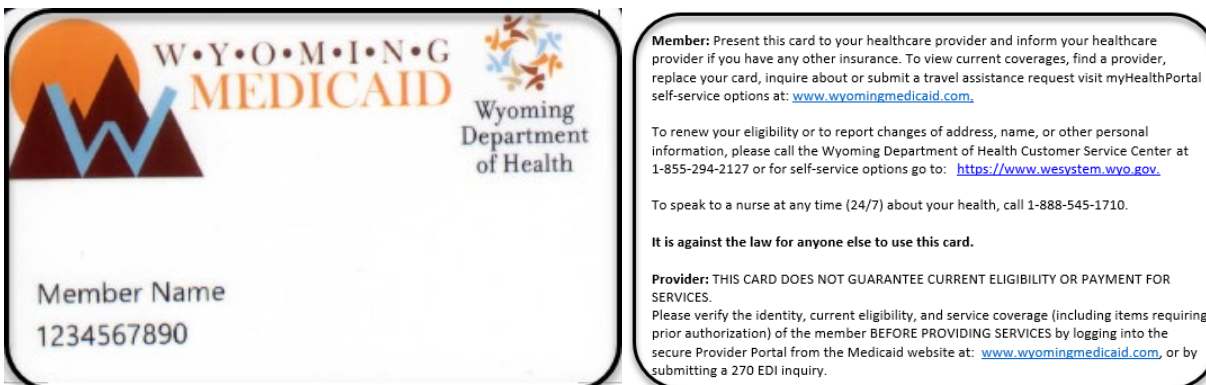 W•Y•O•M•I•N•G
MEDICAID
Wyoming
Department
of Health
Member Name
1234567890
Member: Present this card to your healthcare provider and inform your healthcare
provider if you have any other insurance. To view current coverages, find a provider,
replace your card, inquire about or submit a travel assistance request visit myHealthPortal
self-service options at: www.wyomingmedicaid.com.
To renew your eligibility or to report changes of address, name, or other personal
information, please call the Wyoming Department of Health Customer Service Center at
1-855-294-2127 or for self-service options go to: https://www.wesystem.wyo.gov.
To speak to a nurse at any time (24/7) about your health, call 1-888-545-1710.
It is against the law for anyone else to use this card.
Provider: THIS CARD DOES NOT GUARANTEE CURRENT ELIGIBILITY OR PAYMENT FOR
SERVICES.
Please verify the identity, current eligibility, and service coverage (including items requiring
prior authorization) of the member BEFORE PROVIDING SERVICES by logging into the
secure Provider Portal from the Medicaid website at: www.wyomingmedicaid.com, or by
submitting a 270 EDI inquiry.